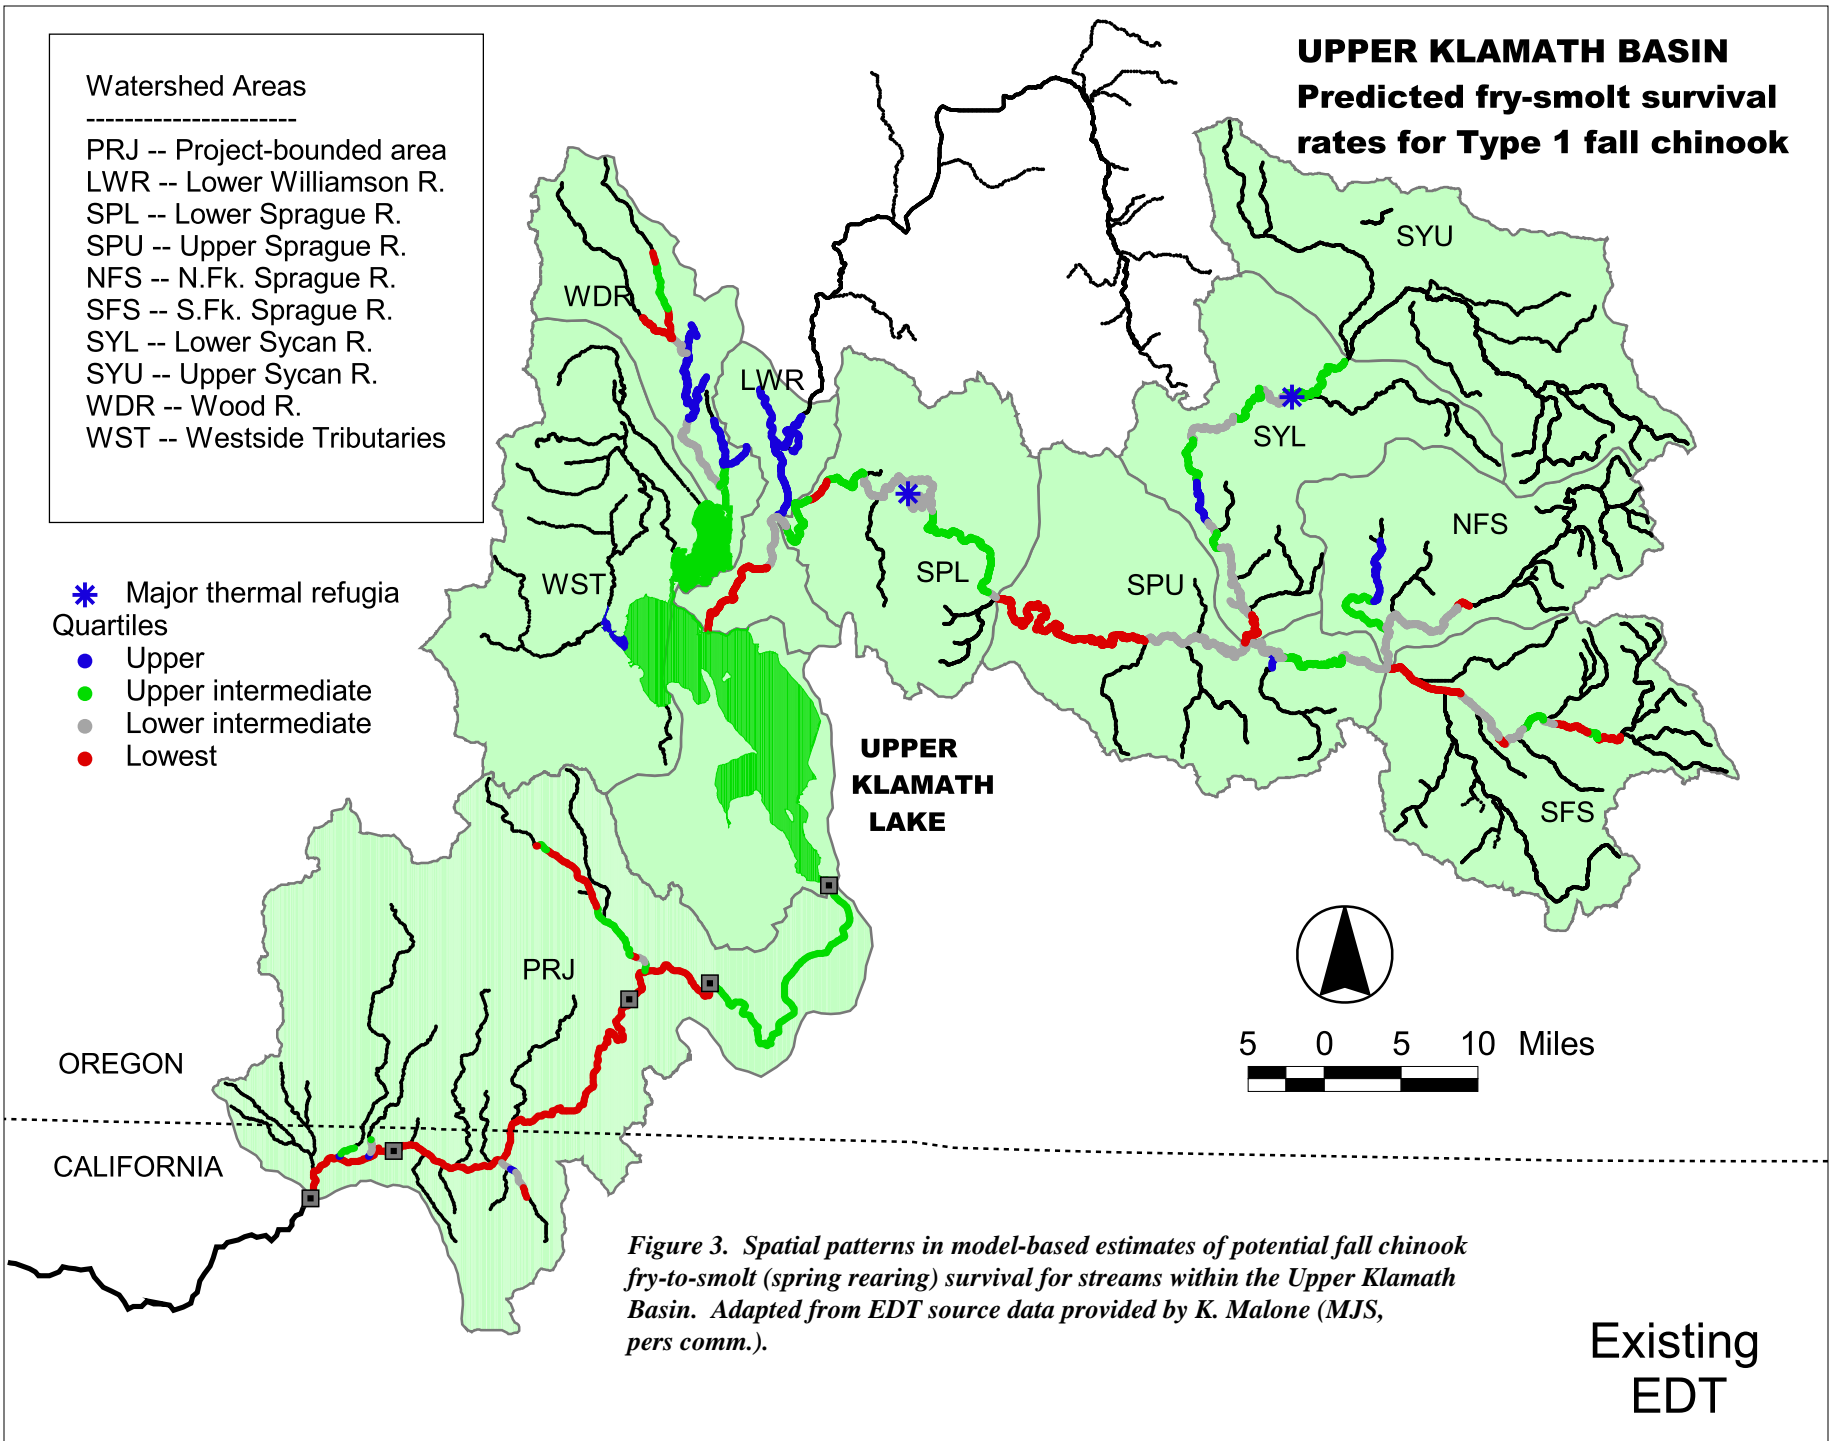 UPPER KLAMATH BASIN
Predicted fry-smolt survival
rates for Type 1 fall chinook
Watershed Areas
----------------------
PRJ -- Project-bounded area
LWR -- Lower Williamson R.
SPL -- Lower Sprague R.
SPU -- Upper Sprague R.
NFS -- N.Fk. Sprague R.
SFS -- S.Fk. Sprague R.
SYL -- Lower Sycan R.
SYU -- Upper Sycan R.
WDR -- Wood R.
WST -- Westside Tributaries
Major thermal refugia
Quartiles
Upper
Upper intermediate
Lower intermediate
Lowest
SYU
WDR
LWR
SYL
NFS
SPL
SPU
WST
SFS
UPPER
KLAMATH
LAKE
PRJ
OREGON
CALIFORNIA
5 0 5 10 Miles
Figure 3. Spatial patterns in model-based estimates of potential fall chinook
fry-to-smolt (spring rearing) survival for streams within the Upper Klamath
Basin. Adapted from EDT source data provided by K. Malone (MJS,
pers comm.).
Existing
EDT